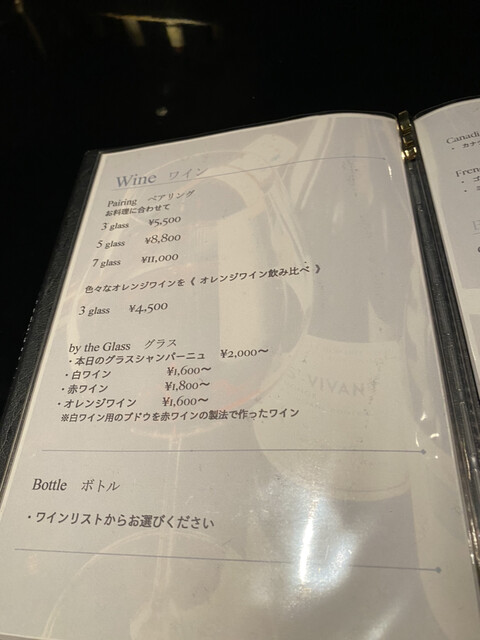 Wine ワイン
Pairing ペアリング
お料理に合わせて
3 glass ¥5,500
5 glass ¥8,800
7 glass ¥11,000
色々なオレンジワインを《 オレンジワイン飲み比べ 》
3 glass ¥4,500
by the Glass グラス
・本日のグラスシャンパーニュ ¥2,000〜
・白ワイン ¥1,600〜
・赤ワイン ¥1,800〜
・オレンジワイン ¥1,600〜
※白ワイン用のブドウを赤ワインの製法で作ったワイン
Bottle ボトル
・ワインリストからお選びください
VIVAN
Canadi
・カナ
Fren